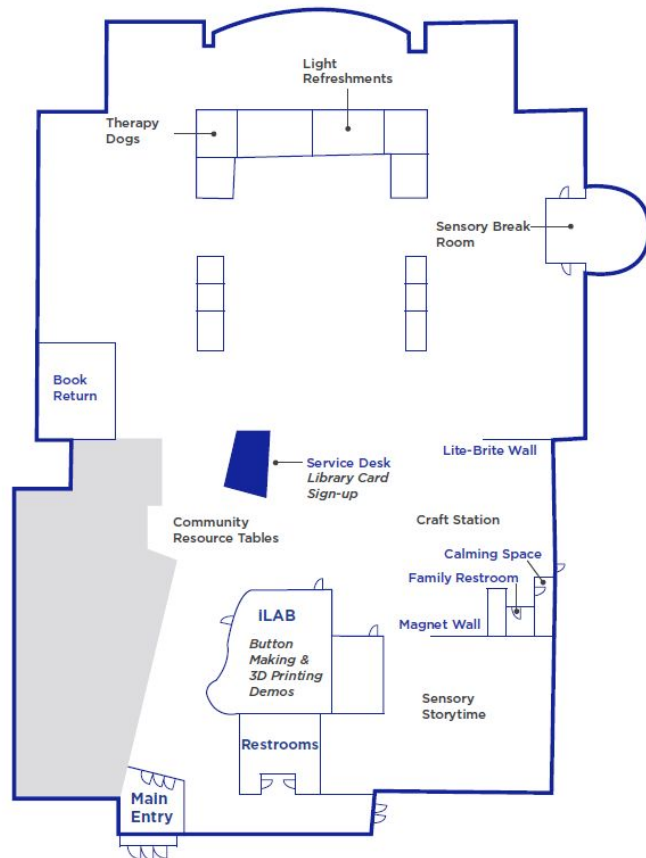 Light
Refreshments
Therapy
Dogs
Sensory Break
Room
Book
Return
Lite-Brite Wall
Service Desk
Library Card
Sign-up
Community
Resource Tables
Craft Station
Calming Space
Family Restroom
iLAB
Magnet Wall
Button
Making &
3D Printing
Demos
Sensory
Storytime
Restrooms
Main
Entry